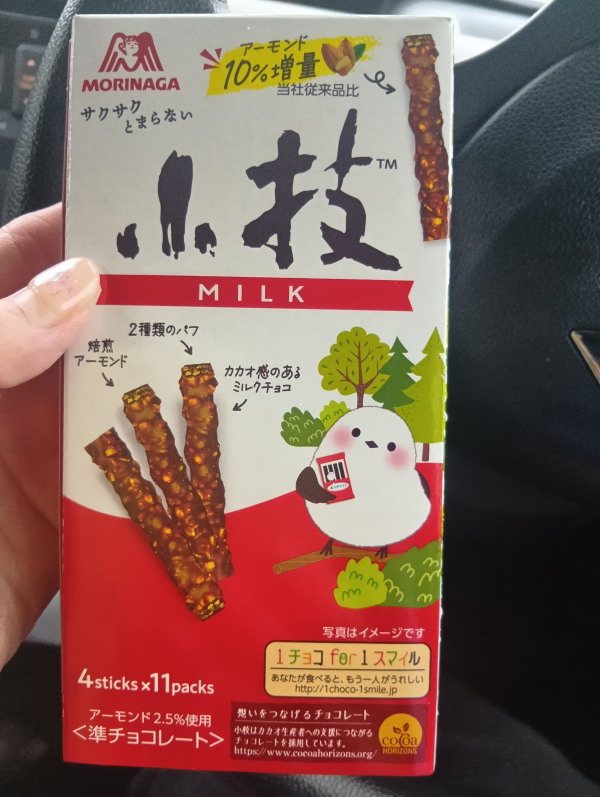 MORINAGA
アーモンド
10%増量
当社従来品比
サクサク
とまらない
小枝™
MILK
2種類のパフ
焙煎
アーモンド
カカオ感のある
ミルクチョコ
写真はイメージです
1チョコ for 1スマイル
あなたが食べると、もう一人がうれしい
http://1choco-1smile.jp
4sticks×11packs
アーモンド2.5%使用
<準チョコレート>
想いをつなげるチョコレート
小枝はカカオ生産者への支援につながる
チョコレートを採用しています。
https://www.cocoahorizons.org/
cocoa
HORIZONS